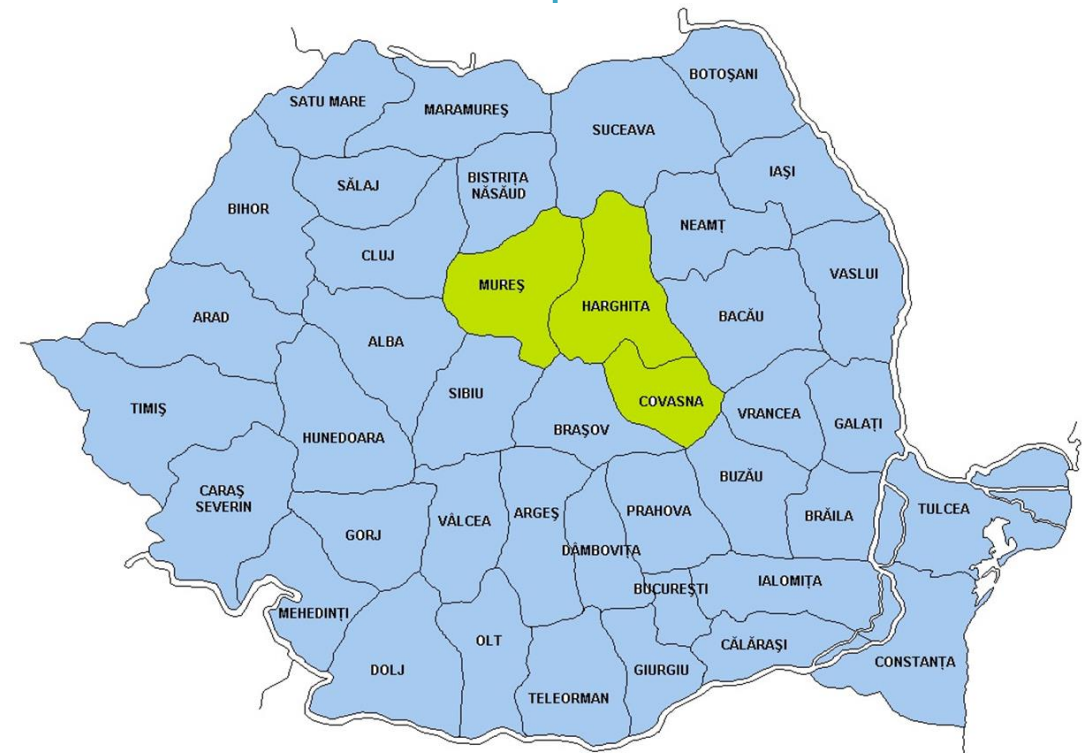 BOTOŞANI
SATU MARE
MARAMUREŞ
SUCEAVA
IAŞI
BISTRIŢA
NĂSĂUD
SĂLAJ
BIHOR
NEAMŢ
CLUJ
VASLUI
MUREŞ
HARGHITA
ARAD
BACĂU
ALBA
SIBIU
COVASNA
TIMIŞ
VRANCEA
GALAŢI
BRAŞOV
HUNEDOARA
BUZĂU
CARAŞ
SEVERIN
TULCEA
ARGEŞ
PRAHOVA
BRĂILA
VÂLCEA
GORJ
DÂMBOVIŢA
IALOMIŢA
BUCUREŞTI
MEHEDINŢI
OLT
CĂLĂRAŞI
CONSTANŢA
DOLJ
GIURGIU
TELEORMAN